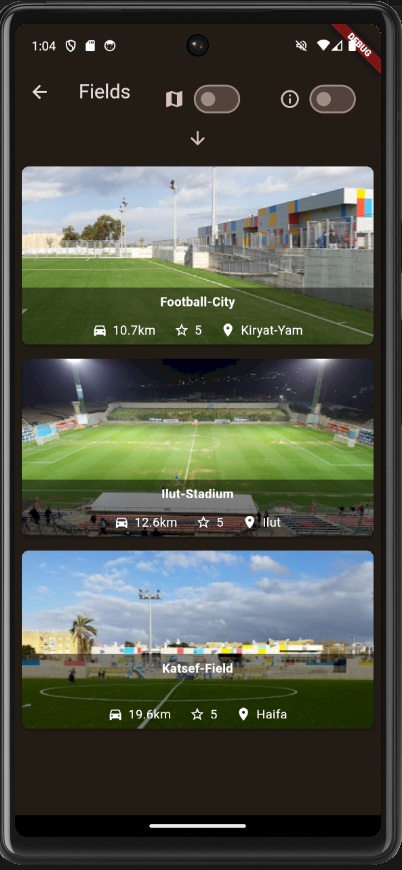 1:04
DEBUG
Fields
Football-City
10.7km 5 Kiryat-Yam
Ilut-Stadium
12.6km 5 Ilut
Katsef-Field
19.6km 5 Haifa